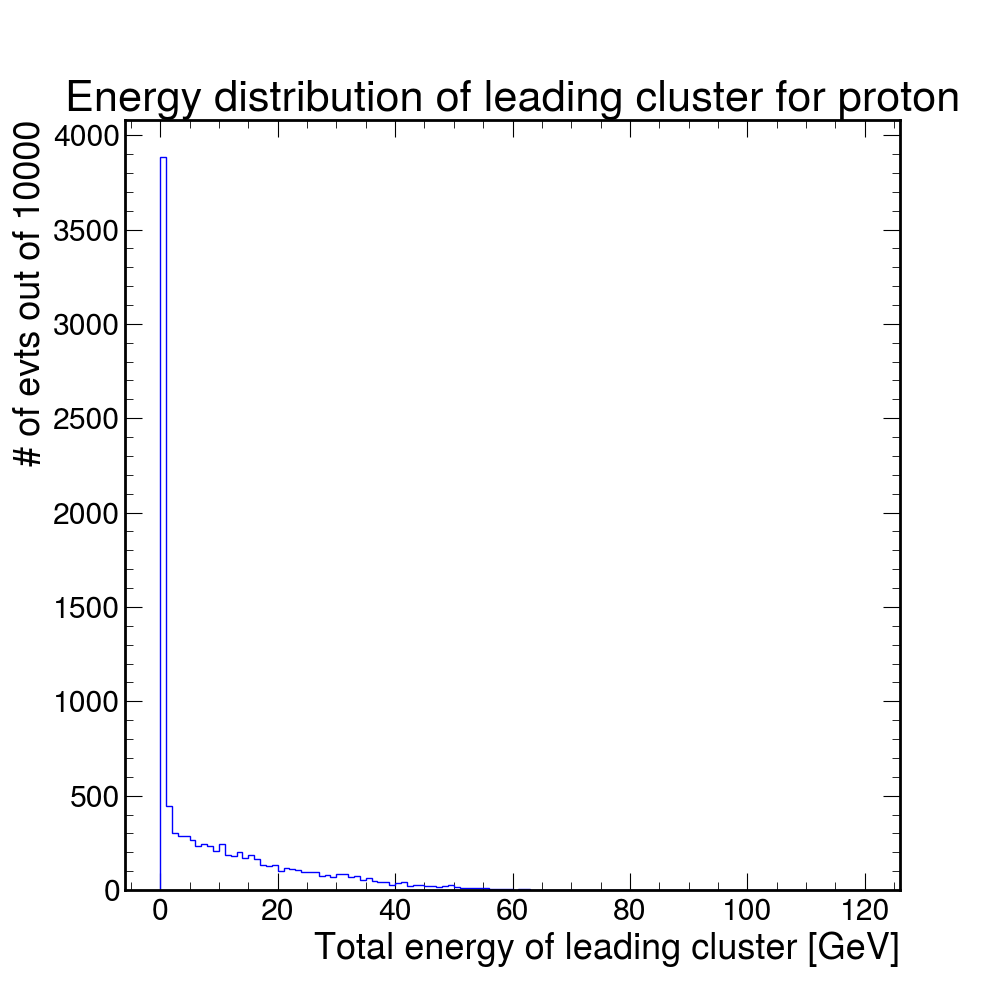 Energy distribution of leading cluster for proton
# of evts out of 10000
4000
3500
3000
2500
2000
1500
1000
500
0
0 20 40 60 80 100 120
Total energy of leading cluster [GeV]